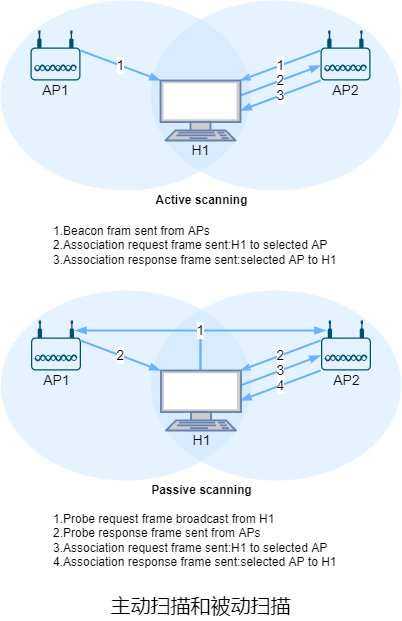 1
1
2
3
AP1
AP2
H1
Active scanning
1.Beacon fram sent from APs
2.Association request frame sent:H1 to selected AP
3.Association response frame sent:selected AP to H1
1
2
2
3
4
AP1
AP2
H1
Passive scanning
1.Probe request frame broadcast from H1
2.Probe response frame sent from APs
3.Association request frame sent:H1 to selected AP
4.Association response frame sent:selected AP to H1
主动扫描和被动扫描